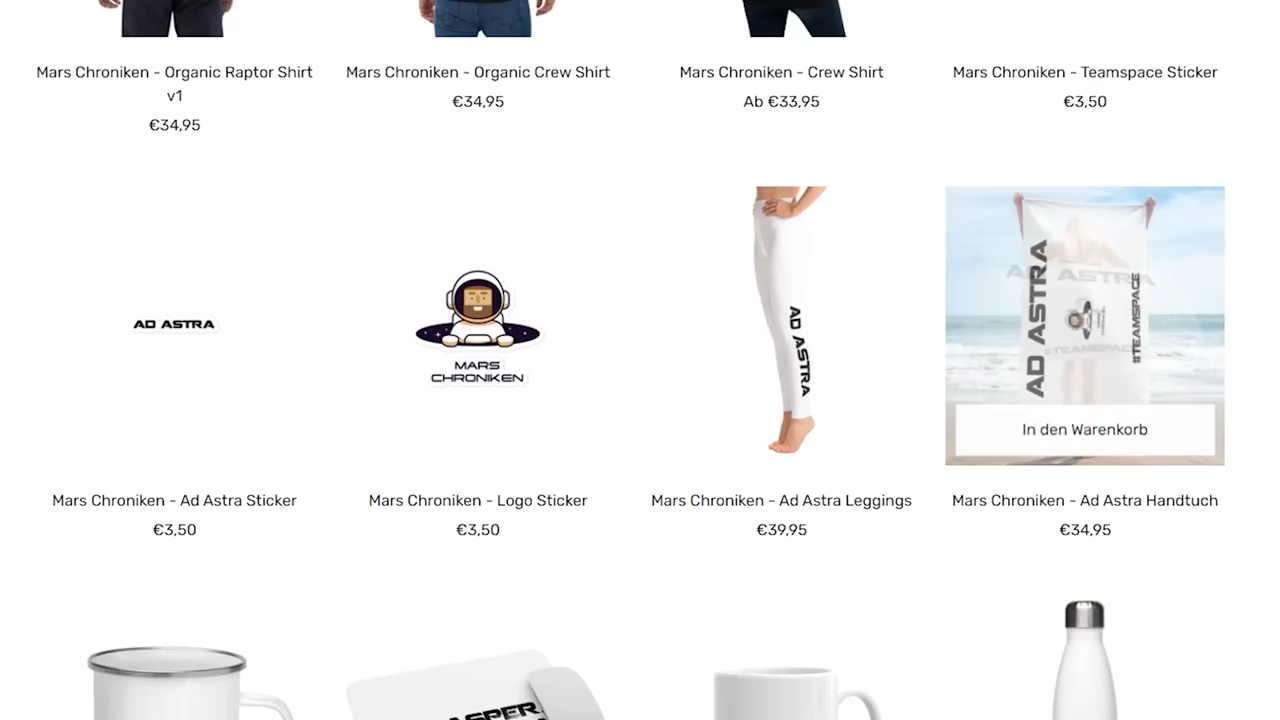 Mars Chroniken - Organic Raptor Shirt
v1
€34,95
Mars Chroniken - Organic Crew Shirt
€34,95
Mars Chroniken - Crew Shirt
Ab €33,95
Mars Chroniken - Teamspace Sticker
€3,50
AD ASTRA
MARS
CHRONIKEN
AD ASTRA
AD ASTRA
#TEAMSPACE
In den Warenkorb
Mars Chroniken - Ad Astra Sticker
€3,50
Mars Chroniken - Logo Sticker
€3,50
Mars Chroniken - Ad Astra Leggings
€39,95
Mars Chroniken - Ad Astra Handtuch
€34,95